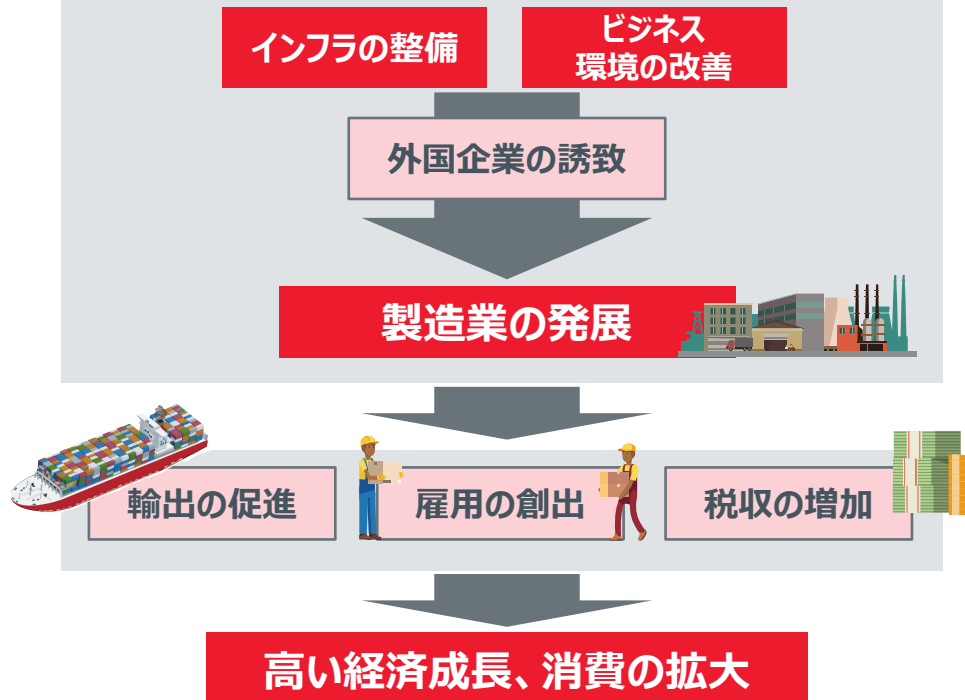 インフラの整備
ビジネス
環境の改善
外国企業の誘致
製造業の発展
輸出の促進
雇用の創出
税収の増加
高い経済成長、消費の拡大